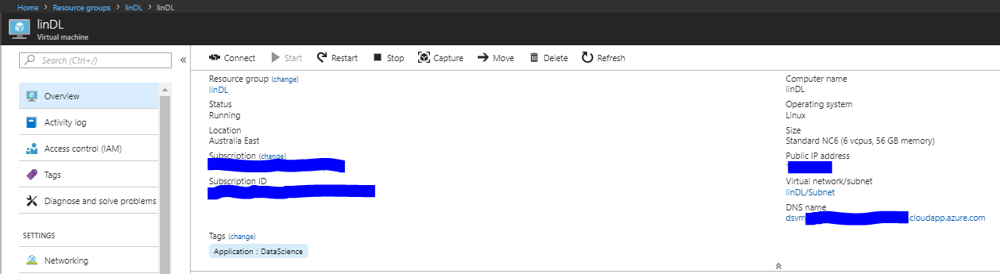 Home > Resource groups > linDL > linDL
linDL
Virtual machine
Search (Ctrl+/)
«
Overview
Activity log
Access control (IAM)
Tags
Diagnose and solve problems
SETTINGS
Networking
Connect Start Restart Stop Capture Move Delete Refresh
Resource group (change)
linDL
Status
Running
Location
Australia East
Subscription (change)
Subscription ID
Tags (change)
Application : DataScience
Computer name
linDL
Operating system
Linux
Size
Standard NC6 (6 vcpus, 56 GB memory)
Public IP address
Virtual network/subnet
linDL/Subnet
DNS name
dsvm .cloudapp.azure.com